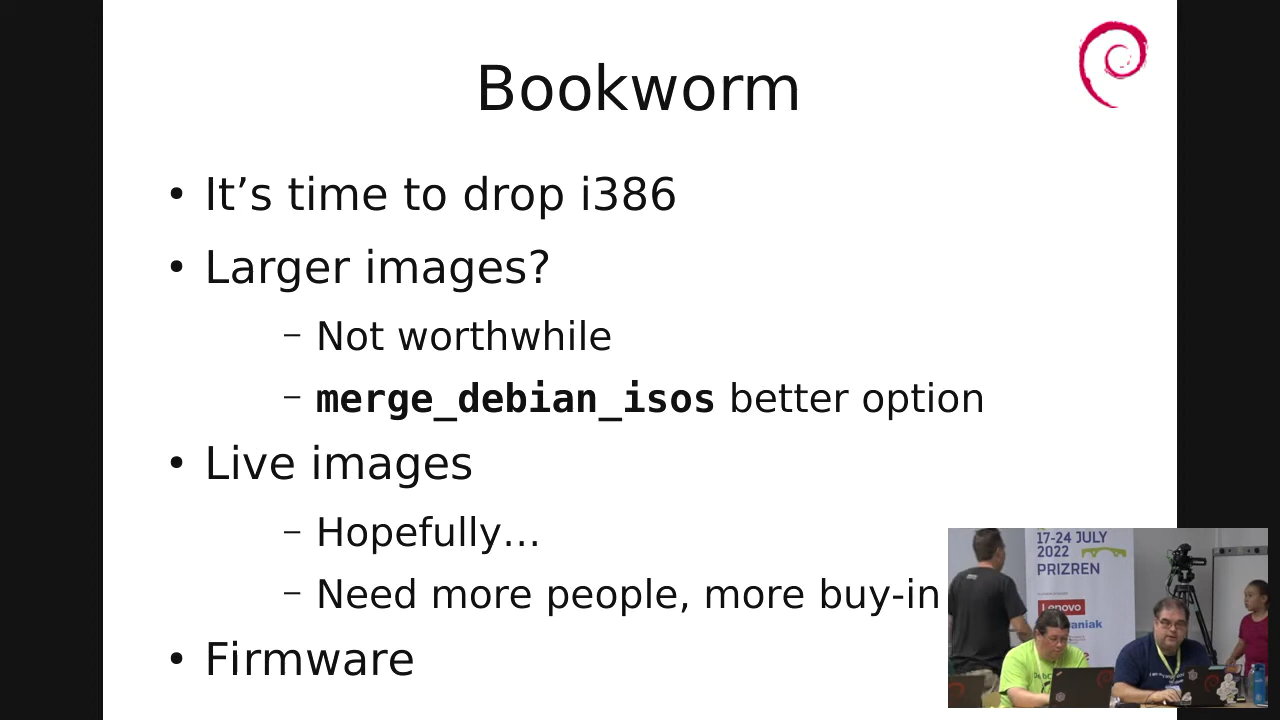 Bookworm
• It’s time to drop i386
• Larger images?
– Not worthwhile
– merge_debian_isos better option
• Live images
– Hopefully…
– Need more people, more buy-in
• Firmware
17-24 JULY
2022
PRIZREN
Lenovo